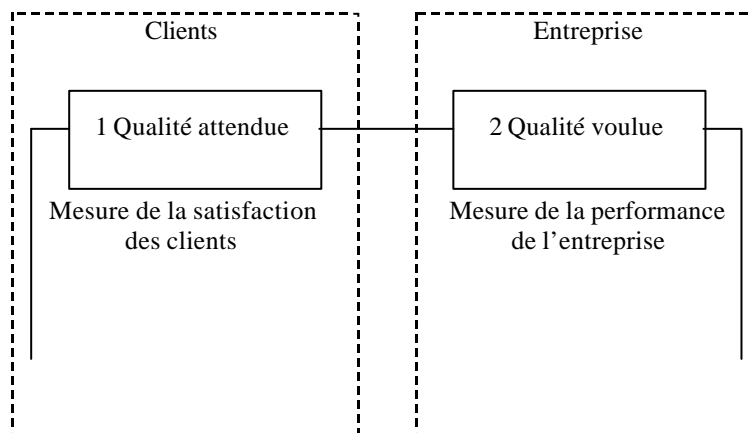 Clients
1 Qualité attendue
Mesure de la satisfaction
des clients
Entreprise
2 Qualité voulue
Mesure de la performance
de l’entreprise